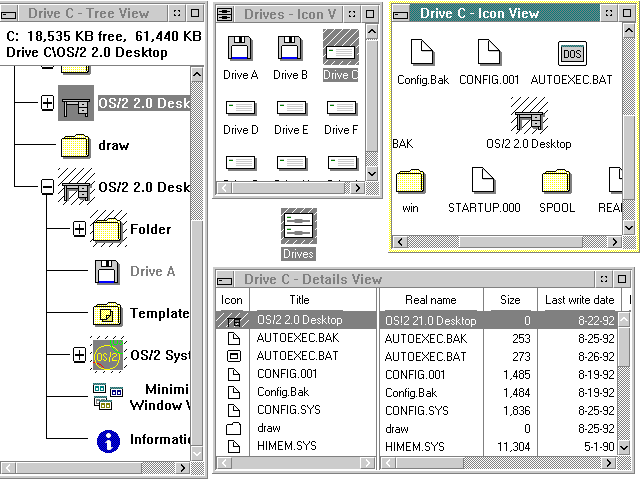 Drive C - Tree View
C: 18,535 KB free, 61,440 KB
Drive C\OS/2 2.0 Desktop
OS/2 2.0 Desk
draw
OS/2 2.0 Desk
Folder
Drive A
Template
OS/2
OS/2 Syst
Minimi
Window V
Informatio
Drives - Icon V
Drive A
Drive B
Drive C
Drive D
Drive E
Drive F
Drives
Drive C - Icon View
Config.Bak
CONFIG.001
DOS
AUTOEXEC.BAT
BAK
OS/2 2.0 Desktop
win
STARTUP.000
SPOOL
REA
Drive C - Details View
Icon Title Real name Size Last write date
OS/2 2.0 Desktop OS!2 21.0 Desktop 0 8-22-92
AUTOEXEC.BAK AUTOEXEC.BAK 253 8-25-92
AUTOEXEC.BAT AUTOEXEC.BAT 273 8-26-92
CONFIG.001 CONFIG.001 1,485 8-19-92
Config.Bak Config.Bak 1,484 8-19-92
CONFIG.SYS CONFIG.SYS 1,836 8-25-92
draw draw 0 8-25-92
HIMEM.SYS HIMEM.SYS 11,304 5-1-90